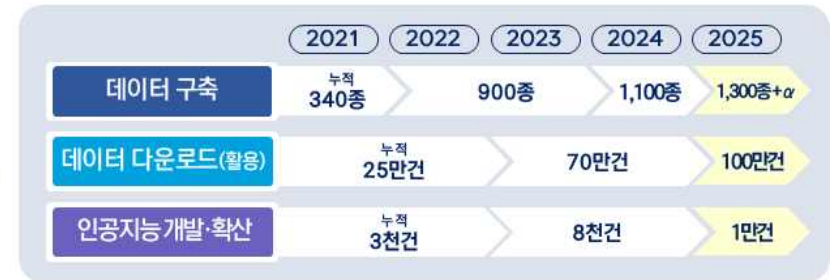 2021 2022 2023 2024 2025
데이터 구축 누적 340종 900종 1,100종 1,300종+α
데이터 다운로드(활용) 누적 25만건 70만건 100만건
인공지능 개발·확산 누적 3천건 8천건 1만건